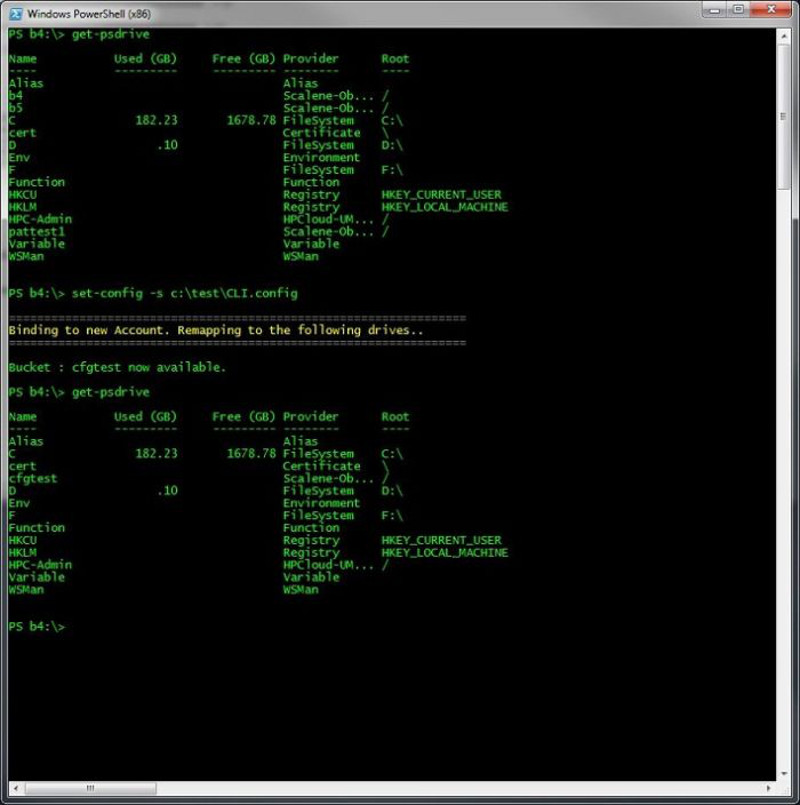 Windows PowerShell (x86)
PS b4:\> get-psdrive
Name Used (GB) Free (GB) Provider Root
---- --------- --------- -------- ----
Alias Alias
b4 Scalene-Ob... /
b5 Scalene-Ob... /
C 182.23 1678.78 FileSystem C:\
cert Certificate \
D .10 FileSystem D:\
Env Environment
F FileSystem F:\
Function Function
HKCU Registry HKEY_CURRENT_USER
HKLM Registry HKEY_LOCAL_MACHINE
HPC-Admin HPCloud-UM... /
pattest1 Scalene-Ob... /
Variable Variable
WSMan WSMan
PS b4:\> set-config -s c:\test\CLI.config
=================================================================
Binding to new Account. Remapping to the following drives..
=================================================================
Bucket : cfgtest now available.
PS b4:\> get-psdrive
Name Used (GB) Free (GB) Provider Root
---- --------- --------- -------- ----
Alias Alias
C 182.23 1678.78 FileSystem C:\
cert Certificate \
cfgtest Scalene-Ob... /
D .10 FileSystem D:\
Env Environment
F FileSystem F:\
Function Function
HKCU Registry HKEY_CURRENT_USER
HKLM Registry HKEY_LOCAL_MACHINE
HPC-Admin HPCloud-UM... /
Variable Variable
WSMan WSMan
PS b4:\>